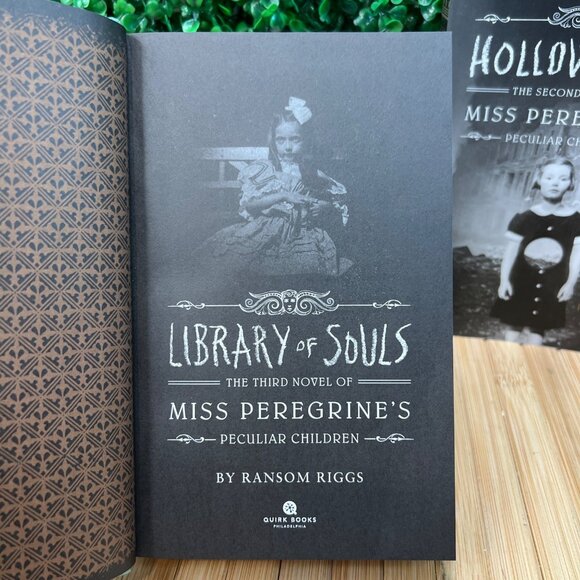 LIBRARY OF SOULS
THE THIRD NOVEL OF
MISS PEREGRINE'S
PECULIAR CHILDREN
BY RANSOM RIGGS
QUIRK BOOKS
PHILADELPHIA
HOLLOW
THE SECOND
MISS PERE
PECULIAR CH